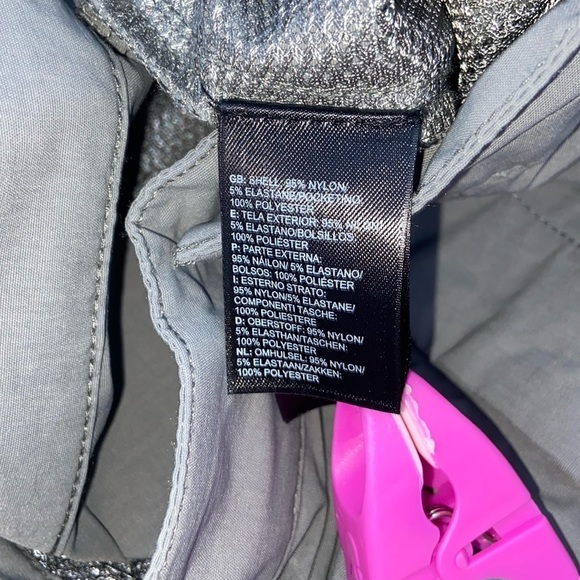 GB: SHELL: 95% NYLON/
5% ELASTANE/POCKETING:
100% POLYESTER
E: TELA EXTERIOR: 95% NYLON/
5% ELASTANO/BOLSILLOS
100% POLIÉSTER
P: PARTE EXTERNA:
95% NÁILON/ 5% ELASTANO/
BOLSOS: 100% POLIÉSTER
I: ESTERNO STRATO:
95% NYLON/5% ELASTANE/
COMPONENTI TASCHE:
100% POLIESTERE
D: OBERSTOFF: 95% NYLON/
5% ELASTHAN/TASCHEN:
100% POLYESTER
NL: OMHULSEL: 95% NYLON/
5% ELASTAAN/ZAKKEN:
100% POLYESTER